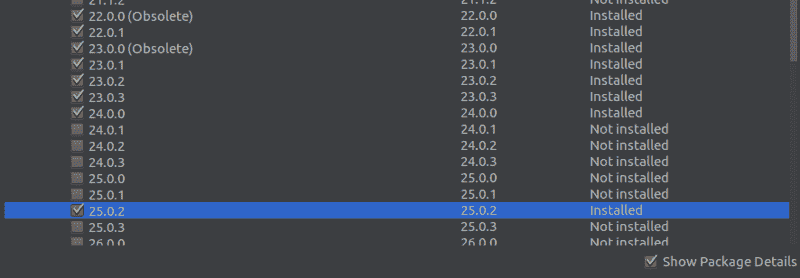 21.1.2 Not installed
22.0.0 (Obsolete) 22.0.0 Installed
22.0.1 22.0.1 Installed
23.0.0 (Obsolete) 23.0.0 Installed
23.0.1 23.0.1 Installed
23.0.2 23.0.2 Installed
23.0.3 23.0.3 Installed
24.0.0 24.0.0 Installed
24.0.1 24.0.1 Not installed
24.0.2 24.0.2 Not installed
24.0.3 24.0.3 Not installed
25.0.0 25.0.0 Not installed
25.0.1 25.0.1 Not installed
25.0.2 25.0.2 Installed
25.0.3 25.0.3 Not installed
26.0.0 26.0.0 Not installed
Show Package Details